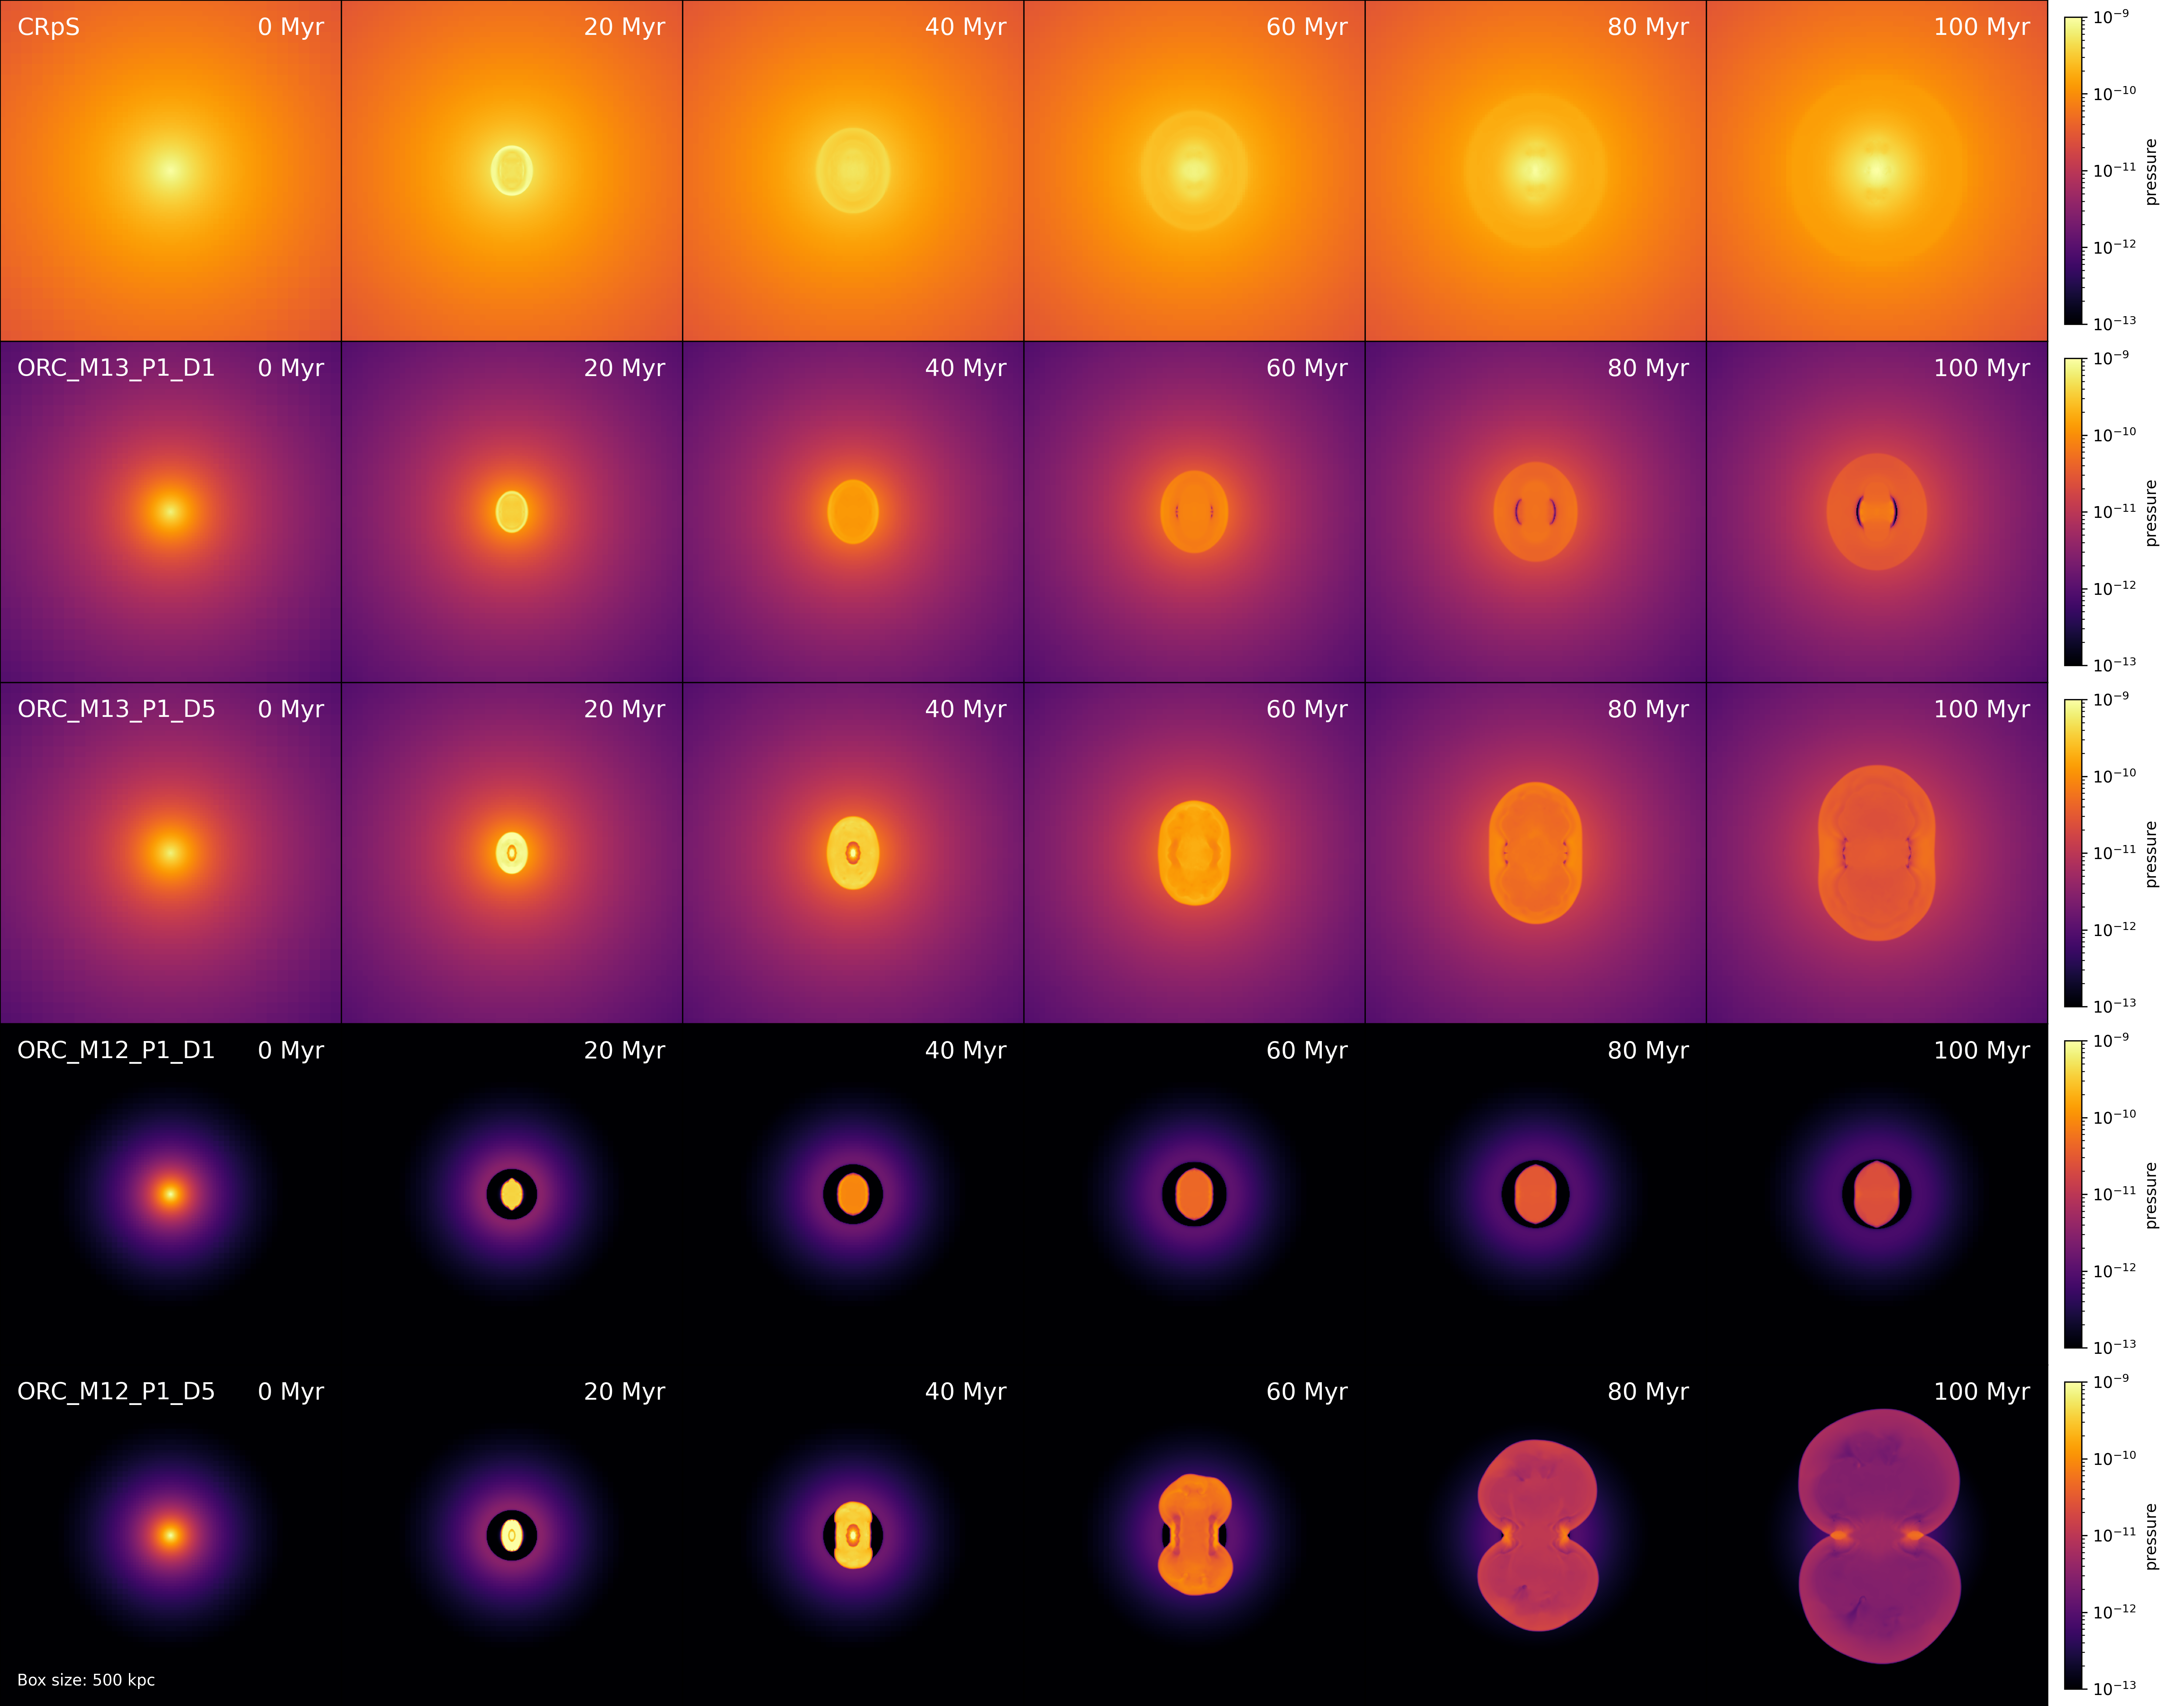 CRpS 0 Myr 20 Myr 40 Myr 60 Myr 80 Myr 100 Myr
10⁻⁹
10⁻¹⁰
10⁻¹¹
10⁻¹²
10⁻¹³
pressure
ORC_M13_P1_D1 0 Myr 20 Myr 40 Myr 60 Myr 80 Myr 100 Myr
10⁻⁹
10⁻¹⁰
10⁻¹¹
10⁻¹²
10⁻¹³
pressure
ORC_M13_P1_D5 0 Myr 20 Myr 40 Myr 60 Myr 80 Myr 100 Myr
10⁻⁹
10⁻¹⁰
10⁻¹¹
10⁻¹²
10⁻¹³
pressure
ORC_M12_P1_D1 0 Myr 20 Myr 40 Myr 60 Myr 80 Myr 100 Myr
10⁻⁹
10⁻¹⁰
10⁻¹¹
10⁻¹²
10⁻¹³
pressure
ORC_M12_P1_D5 0 Myr 20 Myr 40 Myr 60 Myr 80 Myr 100 Myr
10⁻⁹
10⁻¹⁰
10⁻¹¹
10⁻¹²
10⁻¹³
pressure
Box size: 500 kpc